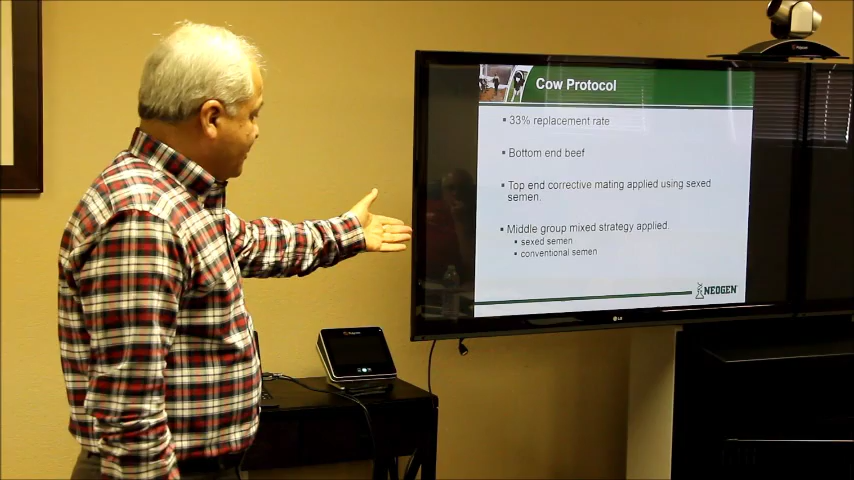 Cow Protocol
▪ 33% replacement rate
▪ Bottom end beef
▪ Top end corrective mating applied using sexed
semen.
▪ Middle group mixed strategy applied.
▪ sexed semen
▪ conventional semen
NEOGEN
LG